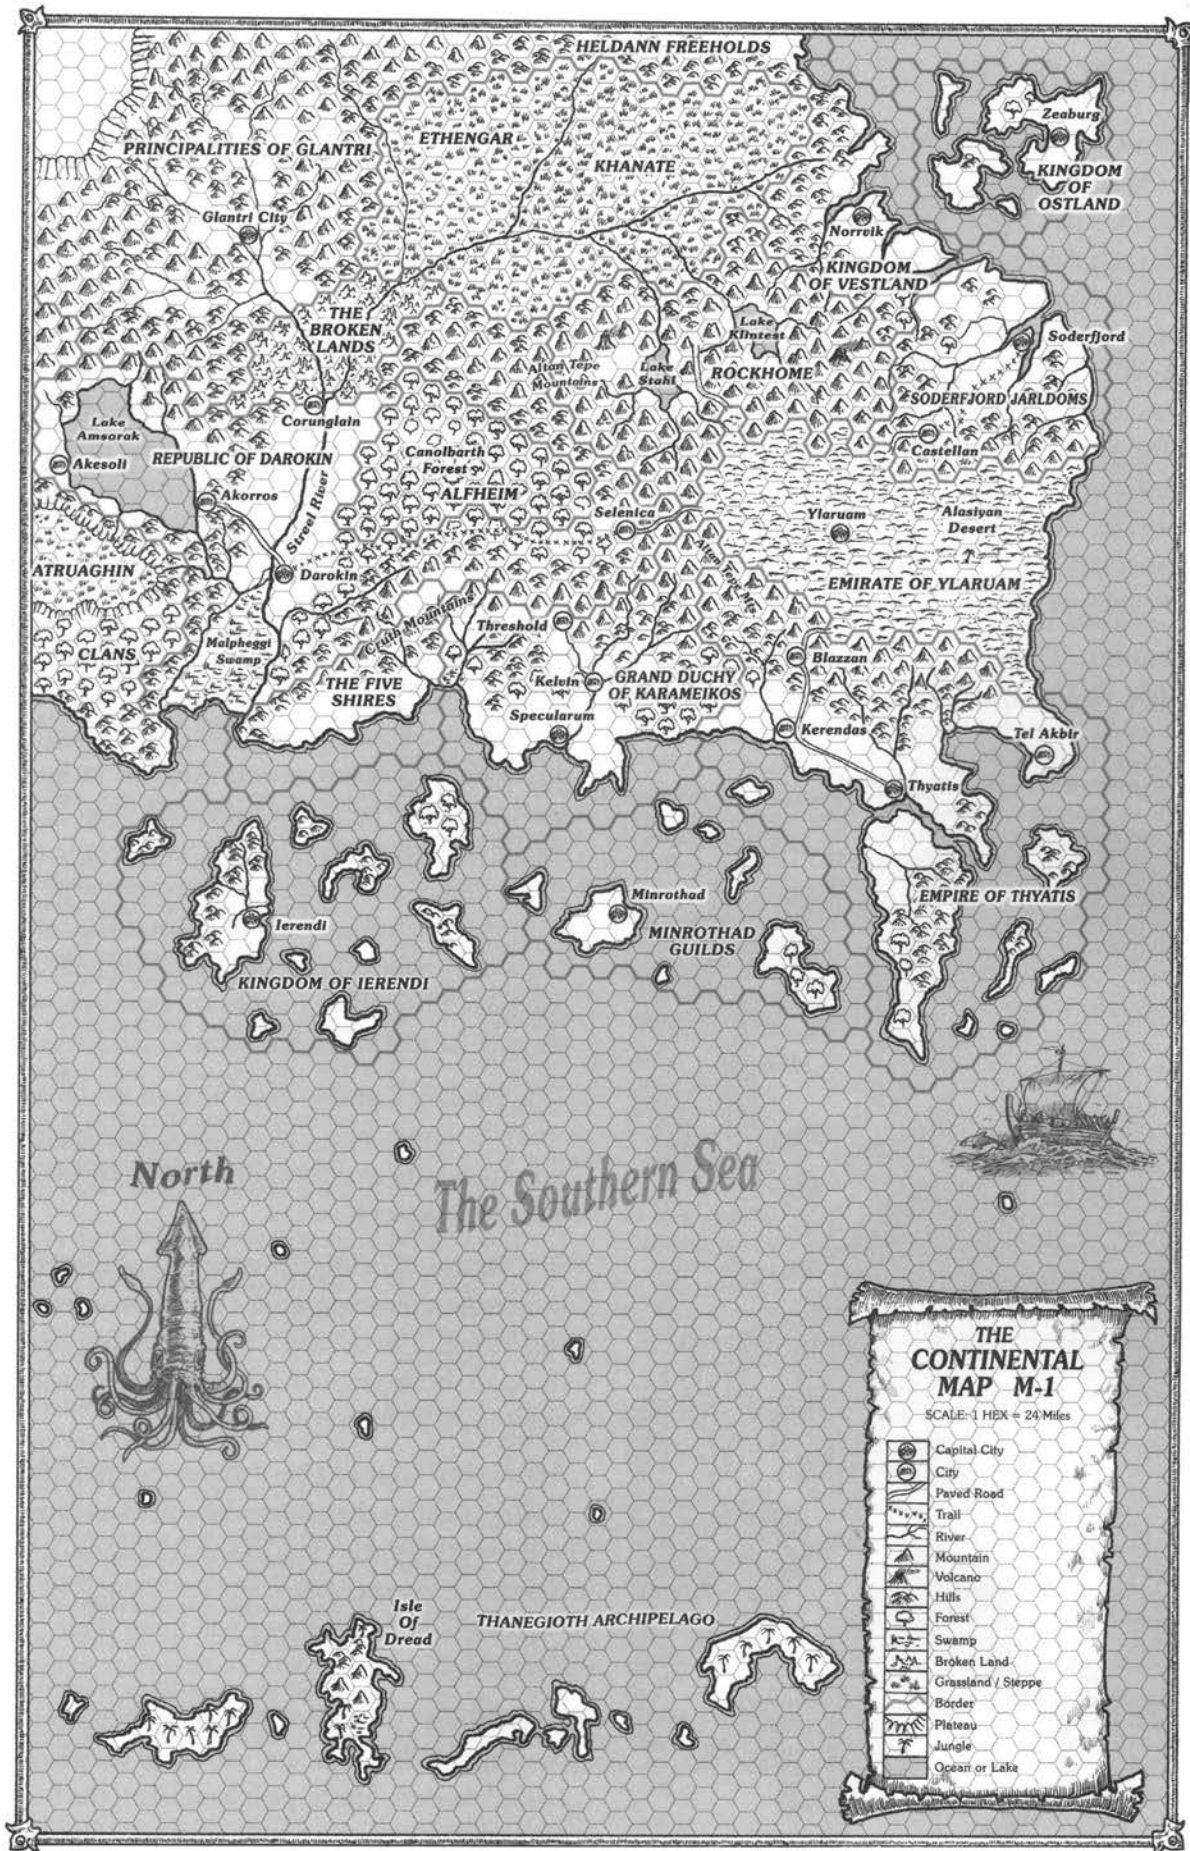 HELDANN FREEHOLDS
Zeaburg
ETHENGAR
KHANATE
PRINCIPALITIES OF GLANTRI
KINGDOM
OF
OSTLAND
Glantri City
Norrvik
KINGDOM
OF VESTLAND
THE
BROKEN
LANDS
Lake
Klintest
Soderfjord
Altan Tepe
Mountains
Lake
Stahl
ROCKHOME
SODERFJORD JARLDOMS
Lake
Amsorak
Corunglain
Akesoli
REPUBLIC OF DAROKIN
Canolbarth
Forest
Castellan
Akorros
ALFHEIM
Streel River
Selenica
Ylaruam
Alasiyan
Desert
ATRUAGHIN
Darokin
Altan Tepe Mts
EMIRATE OF YLARUAM
Cruth Mountains
Threshold
CLANS
Malpheggi
Swamp
Blazzan
THE FIVE
SHIRES
Kelvin
GRAND DUCHY
OF KARAMEIKOS
Specularum
Kerendas
Tel Akbir
Thyatis
Minrothad
EMPIRE OF THYATIS
Ierendi
MINROTHAD
GUILDS
KINGDOM OF IERENDI
North
The Southern Sea
THE
CONTINENTAL
MAP M-1
SCALE: 1 HEX = 24 Miles
Capital City
City
Paved Road
Trail
River
Mountain
Volcano
Hills
Forest
Swamp
Broken Land
Grassland / Steppe
Border
Plateau
Jungle
Ocean or Lake
Isle
Of
Dread
THANEGIOTH ARCHIPELAGO